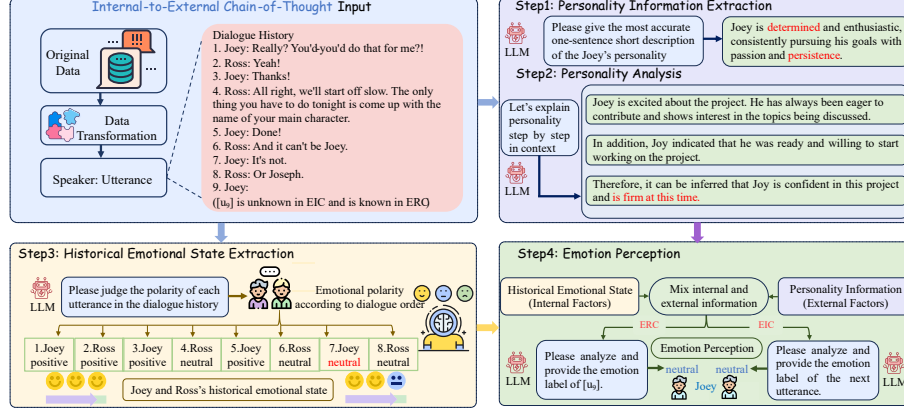 Internal-to-External Chain-of-Thought Input
Original
Data
Data
Transformation
Speaker: Utterance
Dialogue History
1. Joey: Really? You'd-you'd do that for me?!
2. Ross: Yeah!
3. Joey: Thanks!
4. Ross: All right, we'll start off slow. The only
thing you have to do tonight is come up with the
name of your main character.
5. Joey: Done!
6. Ross: And it can't be Joey.
7. Joey: It's not.
8. Ross: Or Joseph.
9. Joey:
([u₉] is unknown in EIC and is known in ERC)
Step1: Personality Information Extraction
LLM
Please give the most accurate
one-sentence short description
of the Joey's personality
LLM
Joey is determined and enthusiastic,
consistently pursuing his goals with
passion and persistence.
Step2: Personality Analysis
Let's explain
personality
step by step
in context
LLM
Joey is excited about the project. He has always been eager to
contribute and shows interest in the topics being discussed.
In addition, Joy indicated that he was ready and willing to start
working on the project.
Therefore, it can be inferred that Joy is confident in this project
and is firm at this time.
LLM
Step3: Historical Emotional State Extraction
LLM
Please judge the polarity of each
utterance in the dialogue history
Emotional polarity
according to dialogue order
1.Joey
positive
2.Ross
positive
3.Joey
positive
4.Ross
neutral
5.Joey
positive
6.Ross
neutral
7.Joey
neutral
8.Ross
neutral
Joey and Ross's historical emotional state
Step4: Emotion Perception
Historical Emotional State
(Internal Factors)
Mix internal and
external information
Personality Information
(External Factors)
ERC
EIC
LLM
Please analyze and
provide the emotion
label of [u₉].
Emotion Perception
neutral
neutral
Joey
Please analyze and
provide the emotion
label of the next
utterance.
LLM